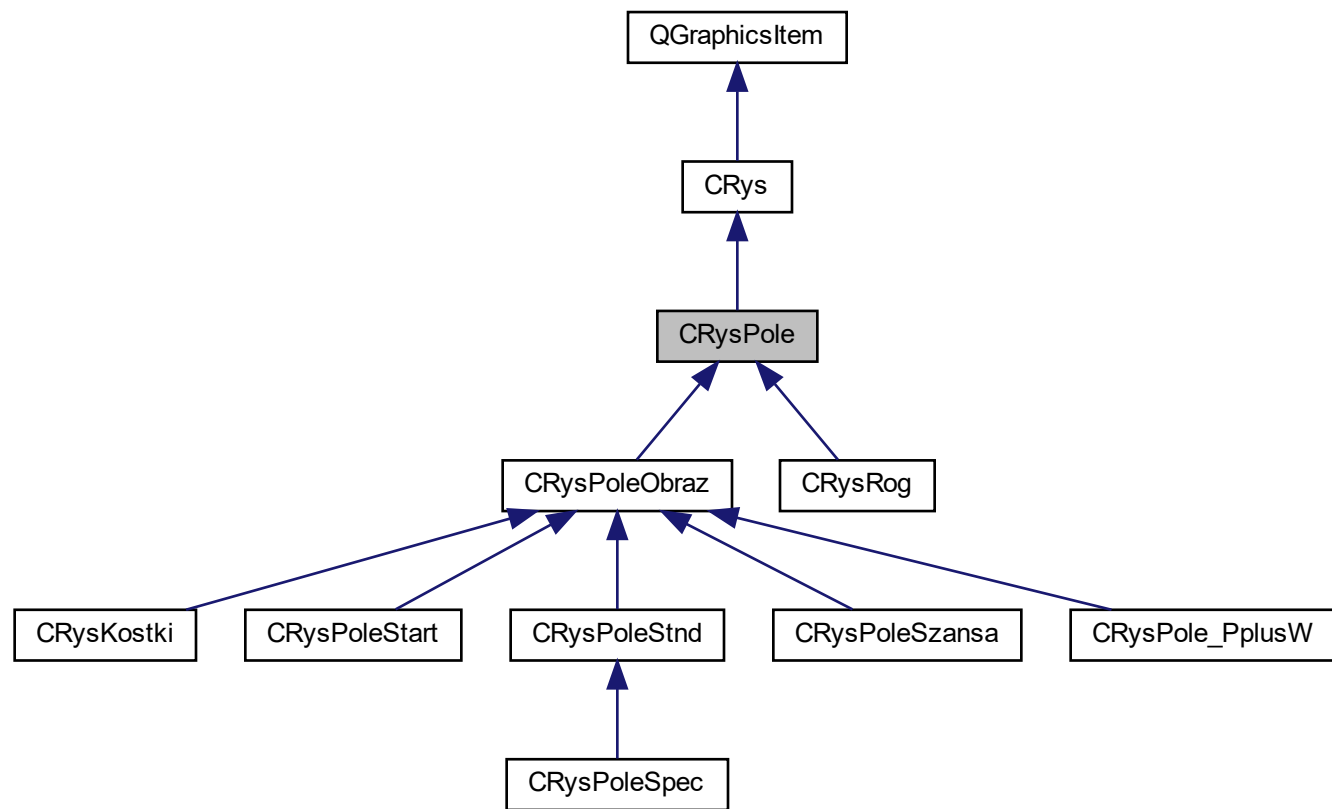 QGraphicsItem
CRys
CRysPole
CRysPoleObraz
CRysRog
CRysKostki
CRysPoleStart
CRysPoleStnd
CRysPoleSzansa
CRysPole_PplusW
CRysPoleSpec